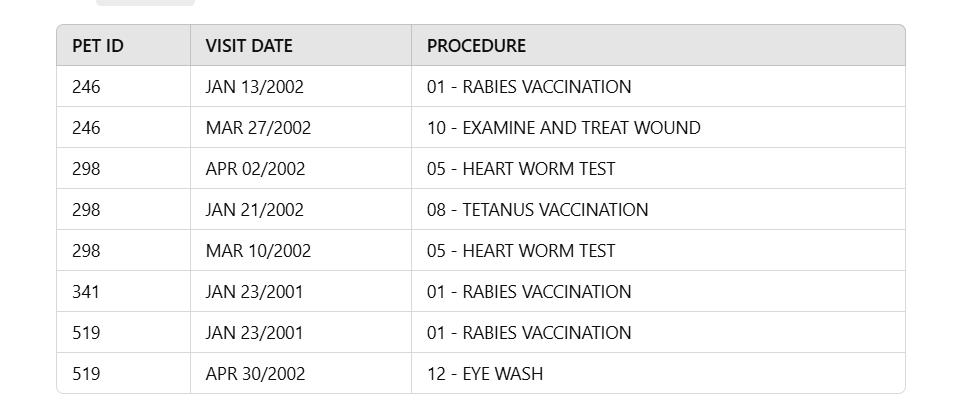 PET ID VISIT DATE PROCEDURE
246 JAN 13/2002 01 - RABIES VACCINATION
246 MAR 27/2002 10 - EXAMINE AND TREAT WOUND
298 APR 02/2002 05 - HEART WORM TEST
298 JAN 21/2002 08 - TETANUS VACCINATION
298 MAR 10/2002 05 - HEART WORM TEST
341 JAN 23/2001 01 - RABIES VACCINATION
519 JAN 23/2001 01 - RABIES VACCINATION
519 APR 30/2002 12 - EYE WASH